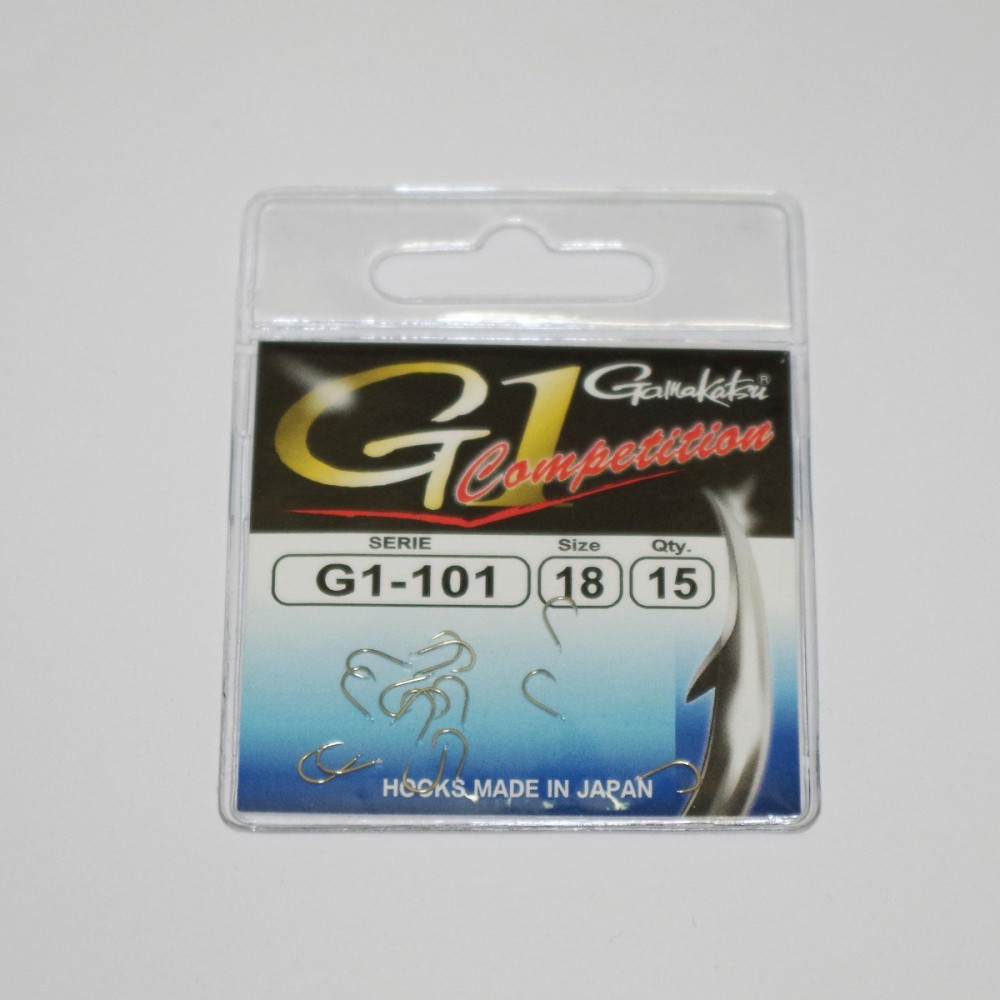 G1 Gamakatsu®
Competition
SERIE Size Qty.
G1-101 18 15
HOOKS MADE IN JAPAN